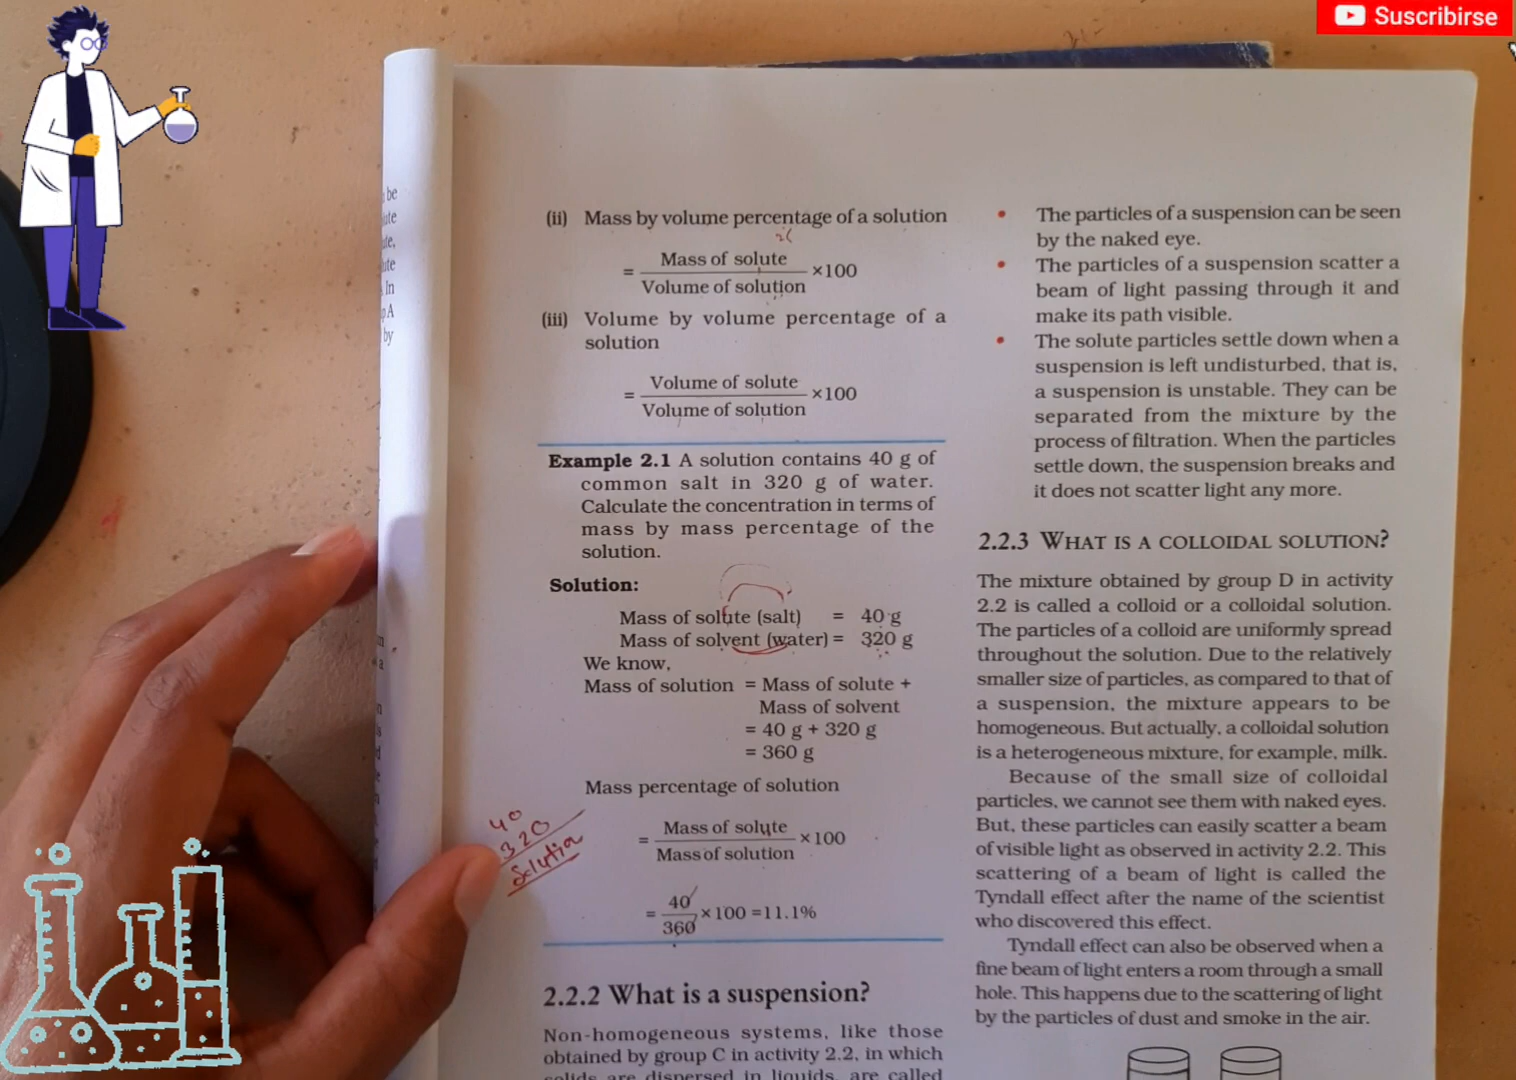 Suscribirse
be
ute
ute,
lute
. In
p A
by
(ii) Mass by volume percentage of a solution
= Mass of solute
Volume of solution
×100
(iii) Volume by volume percentage of a
solution
= Volume of solute
Volume of solution
×100
Example 2.1 A solution contains 40 g of
common salt in 320 g of water.
Calculate the concentration in terms of
mass by mass percentage of the
solution.
Solution:
Mass of solute (salt) = 40 g
Mass of solvent (water) = 320 g
We know,
Mass of solution = Mass of solute +
Mass of solvent
= 40 g + 320 g
= 360 g
Mass percentage of solution
= Mass of solute
Mass of solution
×100
= 40
360
×100 =11.1%
40
320
Solution
2.2.2 What is a suspension?
Non-homogeneous systems, like those
obtained by group C in activity 2.2, in which
solids are dispersed in liquids, are called
• The particles of a suspension can be seen
by the naked eye.
• The particles of a suspension scatter a
beam of light passing through it and
make its path visible.
• The solute particles settle down when a
suspension is left undisturbed, that is,
a suspension is unstable. They can be
separated from the mixture by the
process of filtration. When the particles
settle down, the suspension breaks and
it does not scatter light any more.
2.2.3 WHAT IS A COLLOIDAL SOLUTION?
The mixture obtained by group D in activity
2.2 is called a colloid or a colloidal solution.
The particles of a colloid are uniformly spread
throughout the solution. Due to the relatively
smaller size of particles, as compared to that of
a suspension, the mixture appears to be
homogeneous. But actually, a colloidal solution
is a heterogeneous mixture, for example, milk.
Because of the small size of colloidal
particles, we cannot see them with naked eyes.
But, these particles can easily scatter a beam
of visible light as observed in activity 2.2. This
scattering of a beam of light is called the
Tyndall effect after the name of the scientist
who discovered this effect.
Tyndall effect can also be observed when a
fine beam of light enters a room through a small
hole. This happens due to the scattering of light
by the particles of dust and smoke in the air.